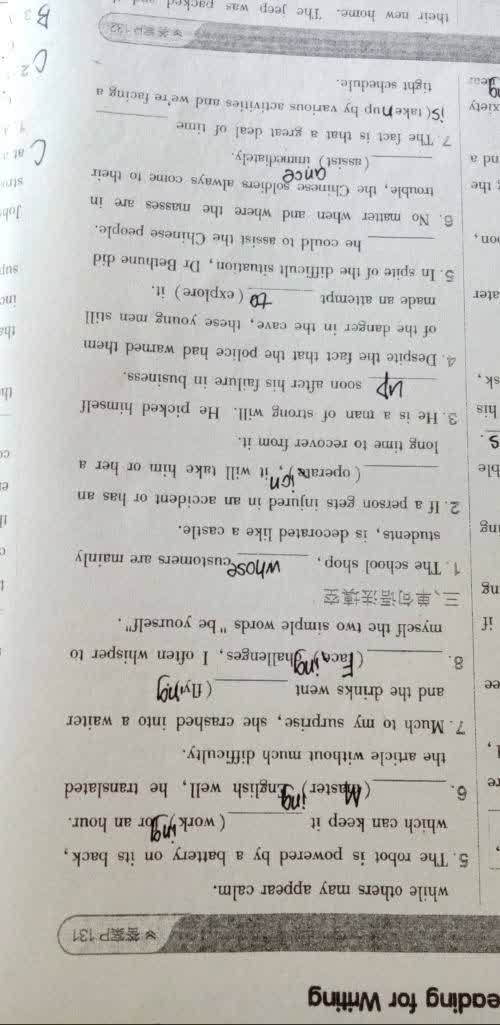 eading for Writing
答案P 131
while others may appear calm.
5. The robot is powered by a battery on its back,
which can keep it ______ (work)ing for an hour.
6. ______ (Master)ing English well, he translated
the article without much difficulty.
7. Much to my surprise, she crashed into a waiter
and the drinks went ______ (fly)ing
8. ______ (Face)ing challenges, I often whisper to
myself the two simple words "be yourself".
三、单句语法填空
1. The school shop, whose customers are mainly
students, is decorated like a castle.
2. If a person gets injured in an accident or has an
______ (operate)ion, it will take him or her a
long time to recover from it.
3. He is a man of strong will. He picked himself
up soon after his failure in business.
4. Despite the fact that the police had warned them
of the danger in the cave, these young men still
made an attempt to (explore) it.
5. In spite of the difficult situation, Dr Bethune did
______ he could to assist the Chinese people.
6. No matter when and where the masses are in
trouble, the Chinese soldiers always come to their
______ (assist)ance immediately.
7. The fact is that a great deal of time ______
is (taken up by various activities and we're facing a
tight schedule.
答案P 132
their new home. The jeep was packed and
C
C 2
B 3